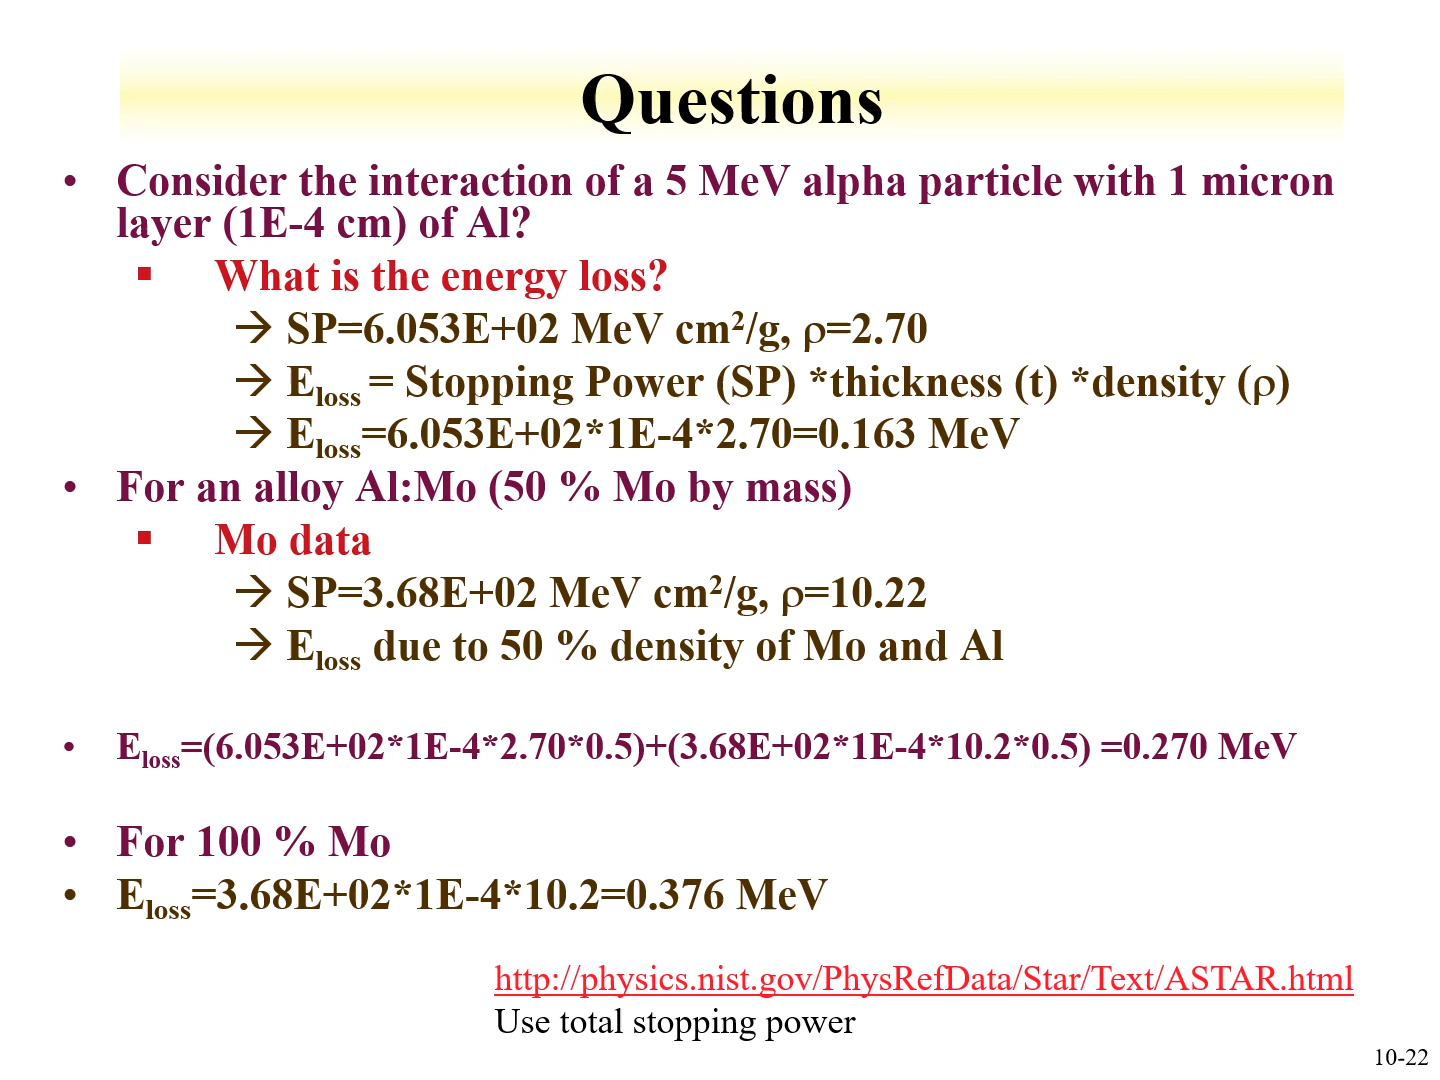 Questions
• Consider the interaction of a 5 MeV alpha particle with 1 micron
layer (1E-4 cm) of Al?
▪ What is the energy loss?
→ SP=6.053E+02 MeV cm²/g, ρ=2.70
→ Eloss = Stopping Power (SP) *thickness (t) *density (ρ)
→ Eloss=6.053E+02*1E-4*2.70=0.163 MeV
• For an alloy Al:Mo (50 % Mo by mass)
▪ Mo data
→ SP=3.68E+02 MeV cm²/g, ρ=10.22
→ Eloss due to 50 % density of Mo and Al
• Eloss=(6.053E+02*1E-4*2.70*0.5)+(3.68E+02*1E-4*10.2*0.5) =0.270 MeV
• For 100 % Mo
• Eloss=3.68E+02*1E-4*10.2=0.376 MeV
http://physics.nist.gov/PhysRefData/Star/Text/ASTAR.html
Use total stopping power
10-22